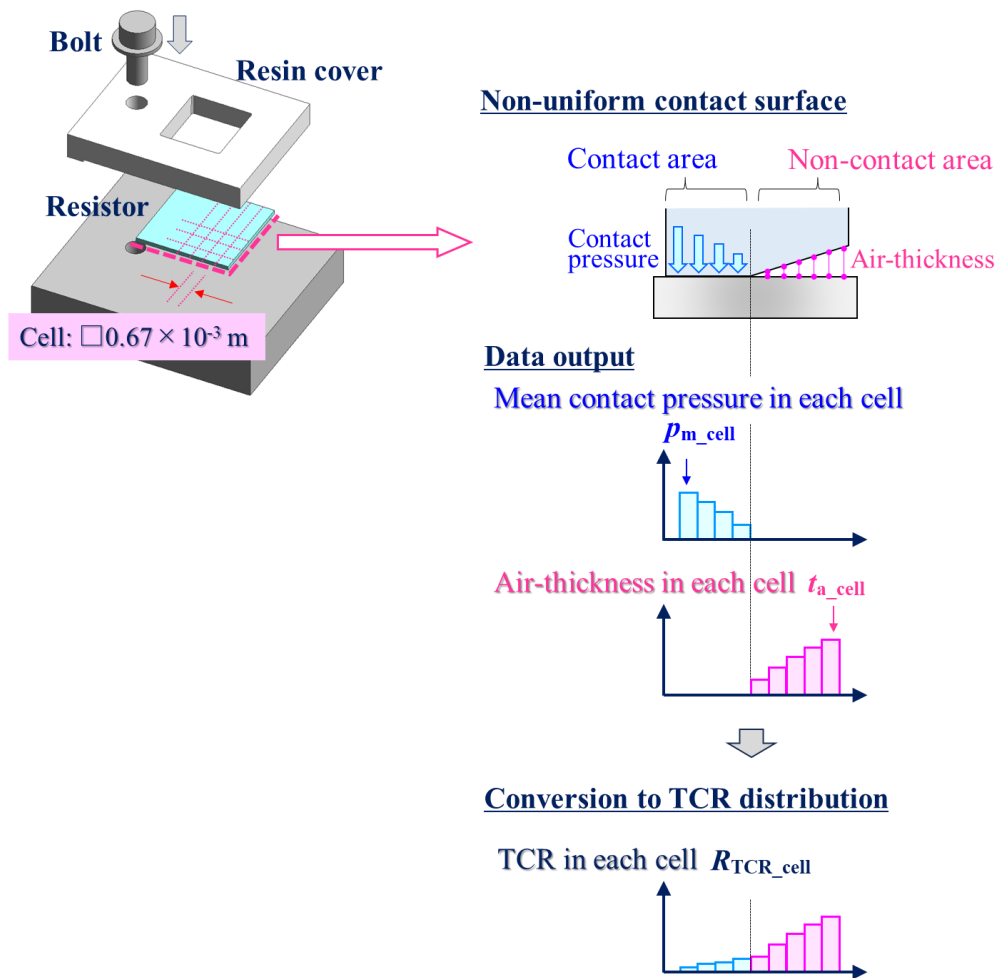 Bolt
Resin cover
Resistor
Cell: □0.67 × 10⁻³ m
Non-uniform contact surface
Contact area
Non-contact area
Contact
pressure
Air-thickness
Data output
Mean contact pressure in each cell
pm_cell
Air-thickness in each cell ta_cell
Conversion to TCR distribution
TCR in each cell RTCR_cell